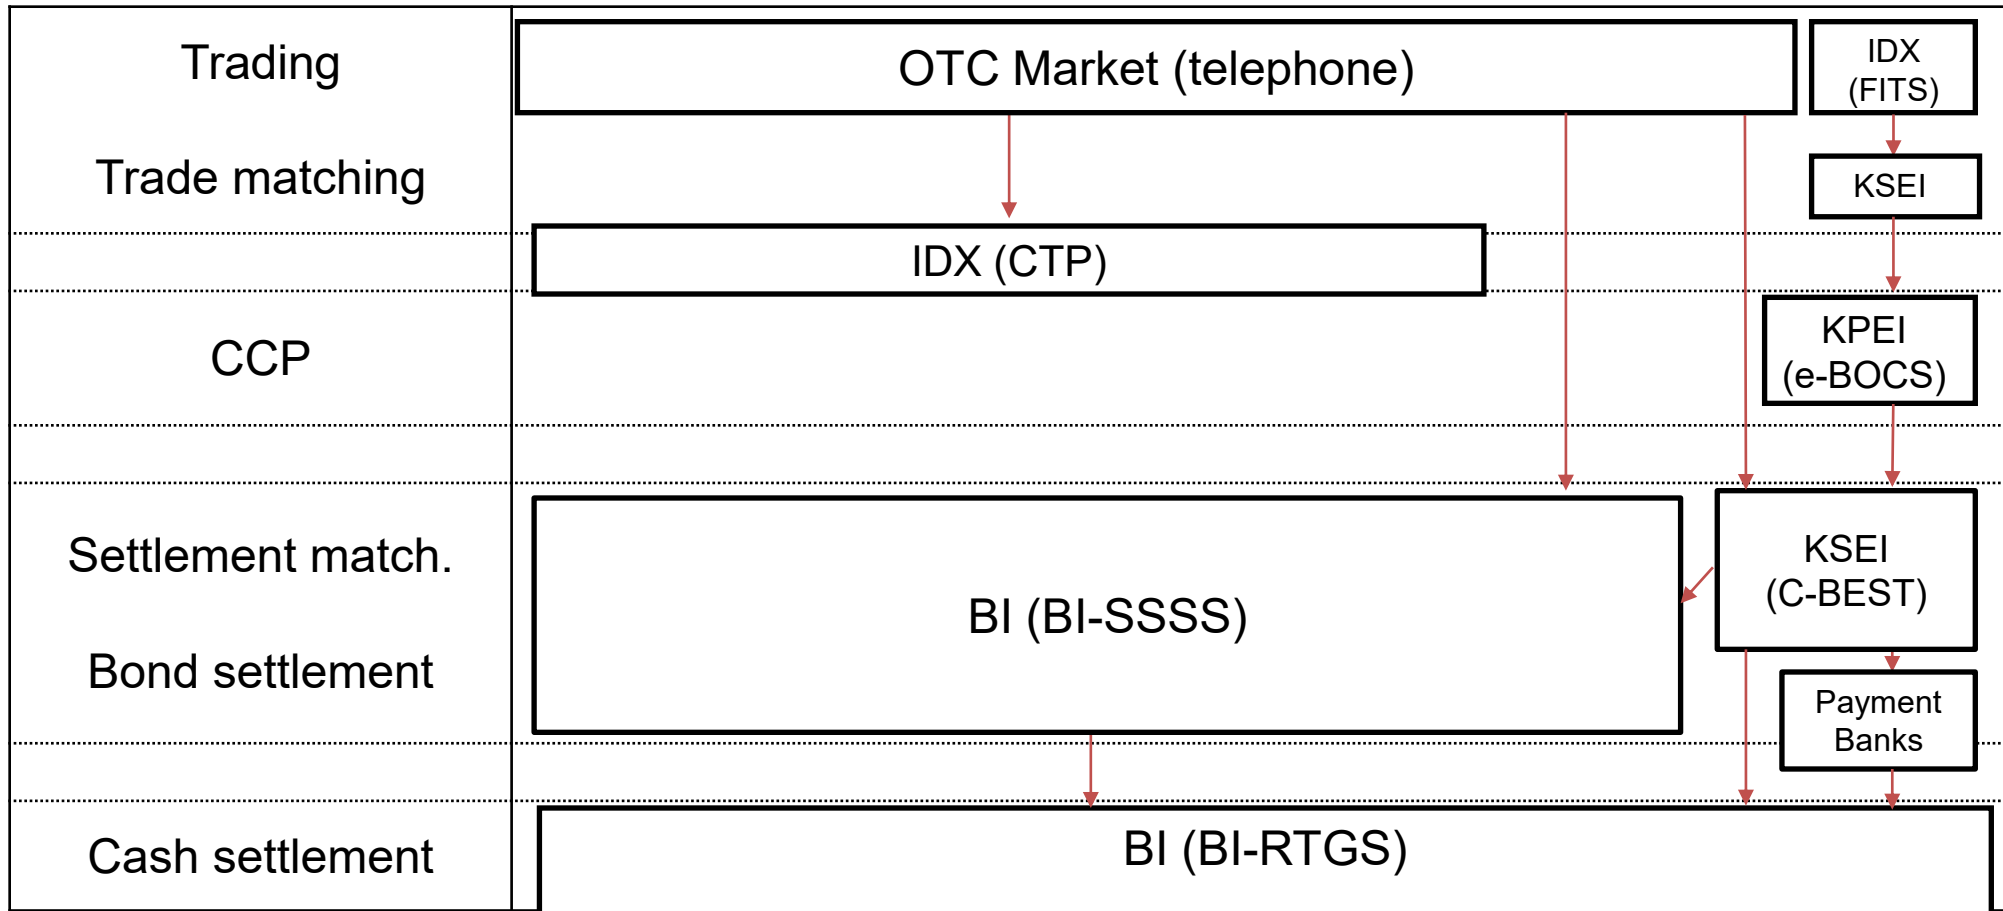 Trading
OTC Market (telephone)
IDX
(FITS)
Trade matching
KSEI
IDX (CTP)
CCP
KPEI
(e-BOCS)
Settlement match.
KSEI
(C-BEST)
BI (BI-SSSS)
Bond settlement
Payment
Banks
Cash settlement
BI (BI-RTGS)